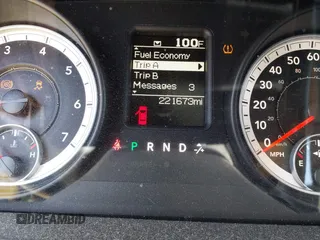 100F
Fuel Economy
Trip A
Trip B
Messages 3
221673mi
P R N D
7
6
5
4
3
H
60
50
40
30
20
10
0
MPH
E
DREAMBID